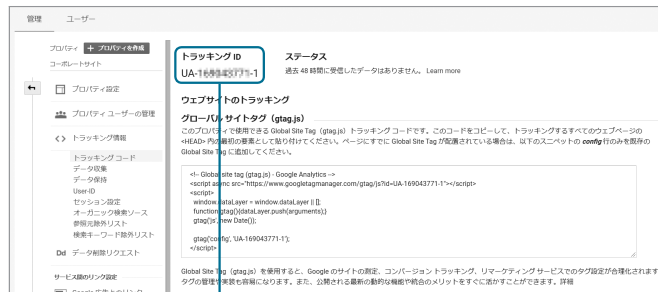 管理 ユーザー
プロパティ + プロパティを作成
コーポレートサイト
プロパティ設定
プロパティ ユーザーの管理
<> トラッキング情報
トラッキング コード
データ収集
データ保持
User-ID
セッション設定
オーガニック検索ソース
参照元除外リスト
検索キーワード除外リスト
Dd データ削除リクエスト
サービス間のリンク設定
トラッキング ID
UA-
ステータス
過去 48 時間に受信したデータはありません。 Learn more
ウェブサイトのトラッキング
グローバル サイトタグ（gtag.js）
このプロパティで使用できる Global Site Tag（gtag.js）トラッキング コードです。このコードをコピーして、トラッキングするすべてのウェブページの
<HEAD> 内の最初の要素として貼り付けてください。ページにすでに Global Site Tag が配置されている場合は、以下のスニペットの config 行のみを既存の
Global Site Tag に追加してください。
<!-- Global site tag (gtag.js) - Google Analytics -->
<script async src="https://www.googletagmanager.com/gtag/js?id=UA-169043771-1"></script>
<script>
window.dataLayer = window.dataLayer || [];
function gtag(){dataLayer.push(arguments);}
gtag('js', new Date());
gtag('config', 'UA-169043771-1');
</script>
Global Site Tag（gtag.js）を使用すると、Google のサイトの測定、コンバージョン トラッキング、リマーケティング サービスでのタグ設定が合理化されます
タグの管理や実装も容易になります。また、公開される最新の動的な機能や統合のメリットをすぐに活かすことができます。詳細